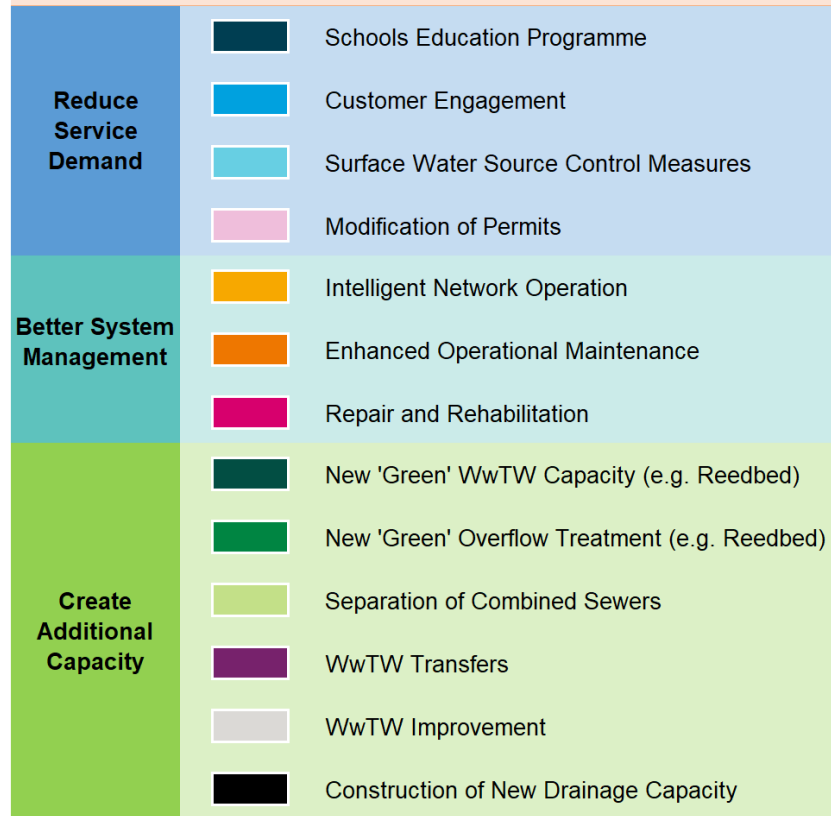 Reduce
Service
Demand
Schools Education Programme
Customer Engagement
Surface Water Source Control Measures
Modification of Permits
Better System
Management
Intelligent Network Operation
Enhanced Operational Maintenance
Repair and Rehabilitation
Create
Additional
Capacity
New 'Green' WwTW Capacity (e.g. Reedbed)
New 'Green' Overflow Treatment (e.g. Reedbed)
Separation of Combined Sewers
WwTW Transfers
WwTW Improvement
Construction of New Drainage Capacity